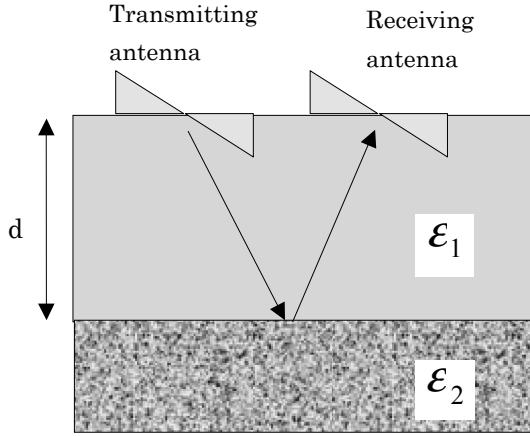 Transmitting
antenna
Receiving
antenna
d
ε₁
ε₂